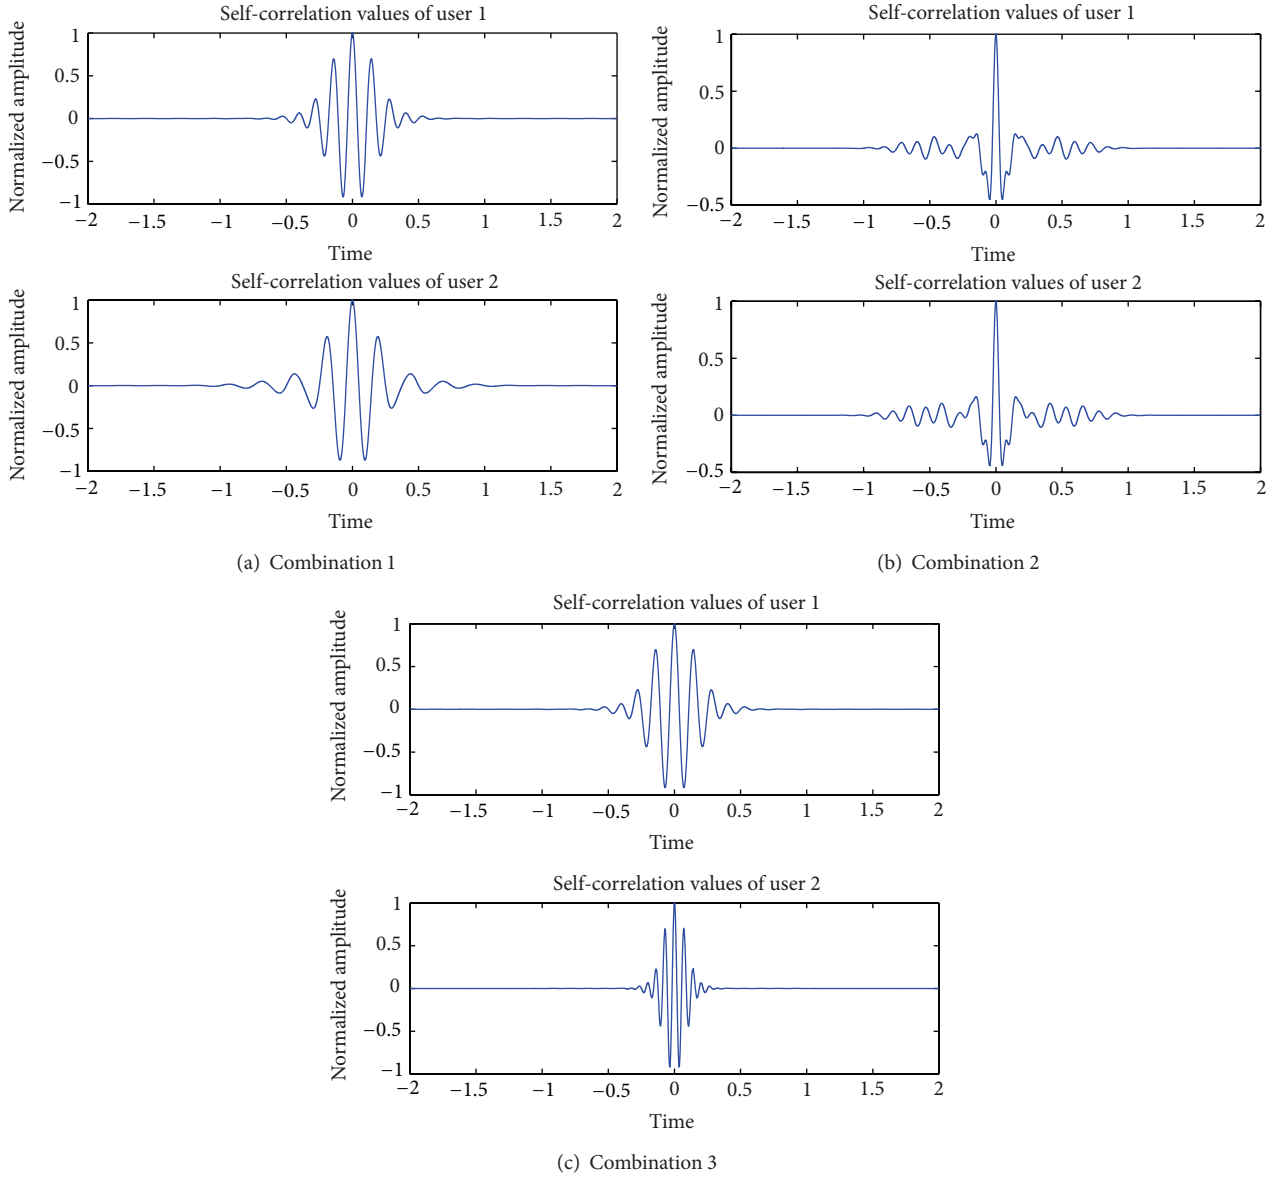 Self-correlation values of user 1
Normalized amplitude
1
0.5
0
−0.5
−1
−2 −1.5 −1 −0.5 0 0.5 1 1.5 2
Time
Self-correlation values of user 2
Normalized amplitude
1
0.5
0
−0.5
−1
−2 −1.5 −1 −0.5 0 0.5 1 1.5 2
Time
(a) Combination 1
Self-correlation values of user 1
Normalized amplitude
1
0.5
0
−0.5
−2 −1.5 −1 −0.5 0 0.5 1 1.5 2
Time
Self-correlation values of user 2
Normalized amplitude
1
0.5
0
−0.5
−2 −1.5 −1 −0.5 0 0.5 1 1.5 2
Time
(b) Combination 2
Self-correlation values of user 1
Normalized amplitude
1
0.5
0
−0.5
−1
−2 −1.5 −1 −0.5 0 0.5 1 1.5 2
Time
Self-correlation values of user 2
Normalized amplitude
1
0.5
0
−0.5
−1
−2 −1.5 −1 −0.5 0 0.5 1 1.5 2
Time
(c) Combination 3